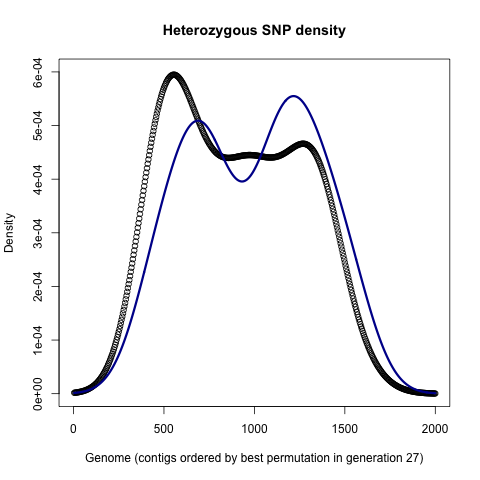 Heterozygous SNP density
Density
6e-04
5e-04
4e-04
3e-04
2e-04
1e-04
0e+00
0 500 1000 1500 2000
Genome (contigs ordered by best permutation in generation 27)